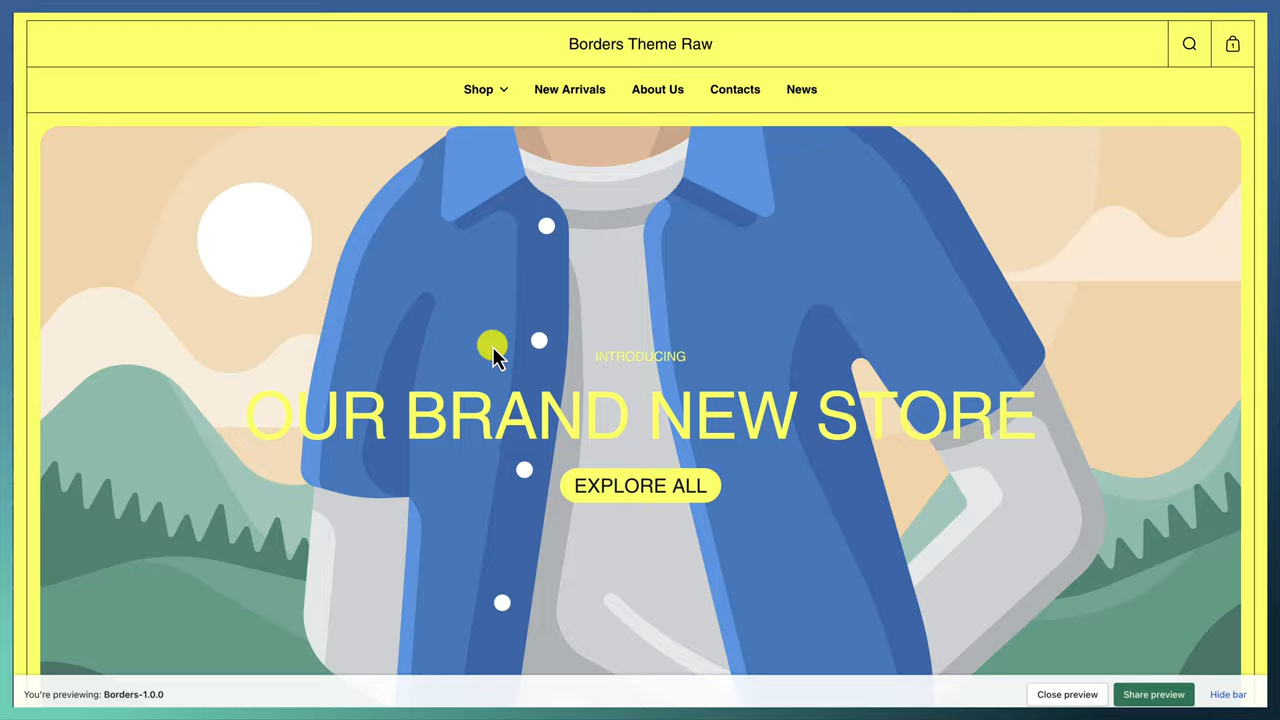 Borders Theme Raw
1
Shop New Arrivals About Us Contacts News
INTRODUCING
OUR BRAND NEW STORE
EXPLORE ALL
You're previewing: Borders-1.0.0 Close preview Share preview Hide bar